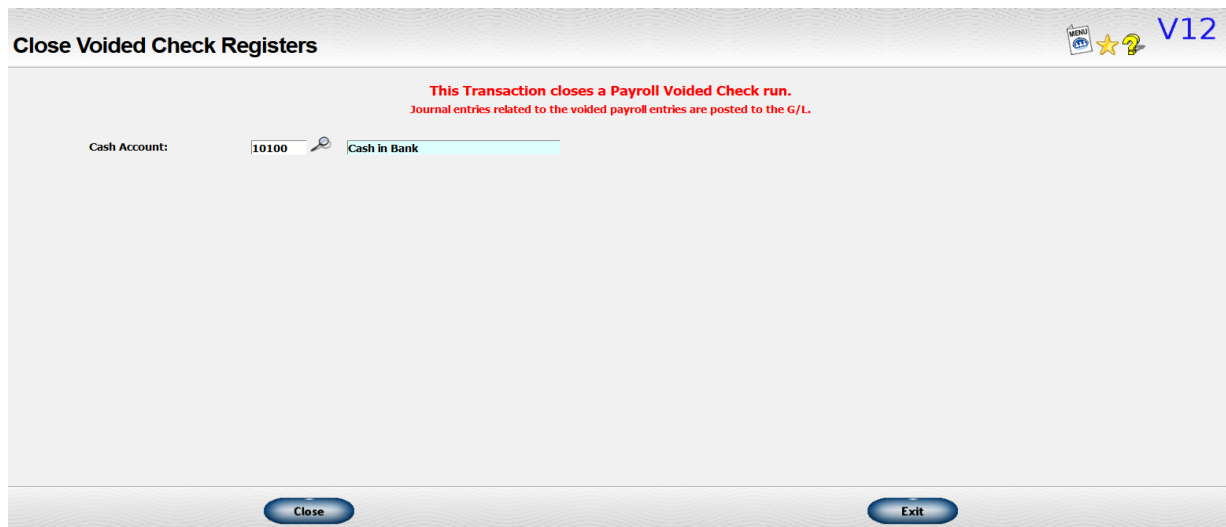 Close Voided Check Registers
MENU
V12
This Transaction closes a Payroll Voided Check run.
Journal entries related to the voided payroll entries are posted to the G/L.
Cash Account: 10100 Cash in Bank
Close Exit